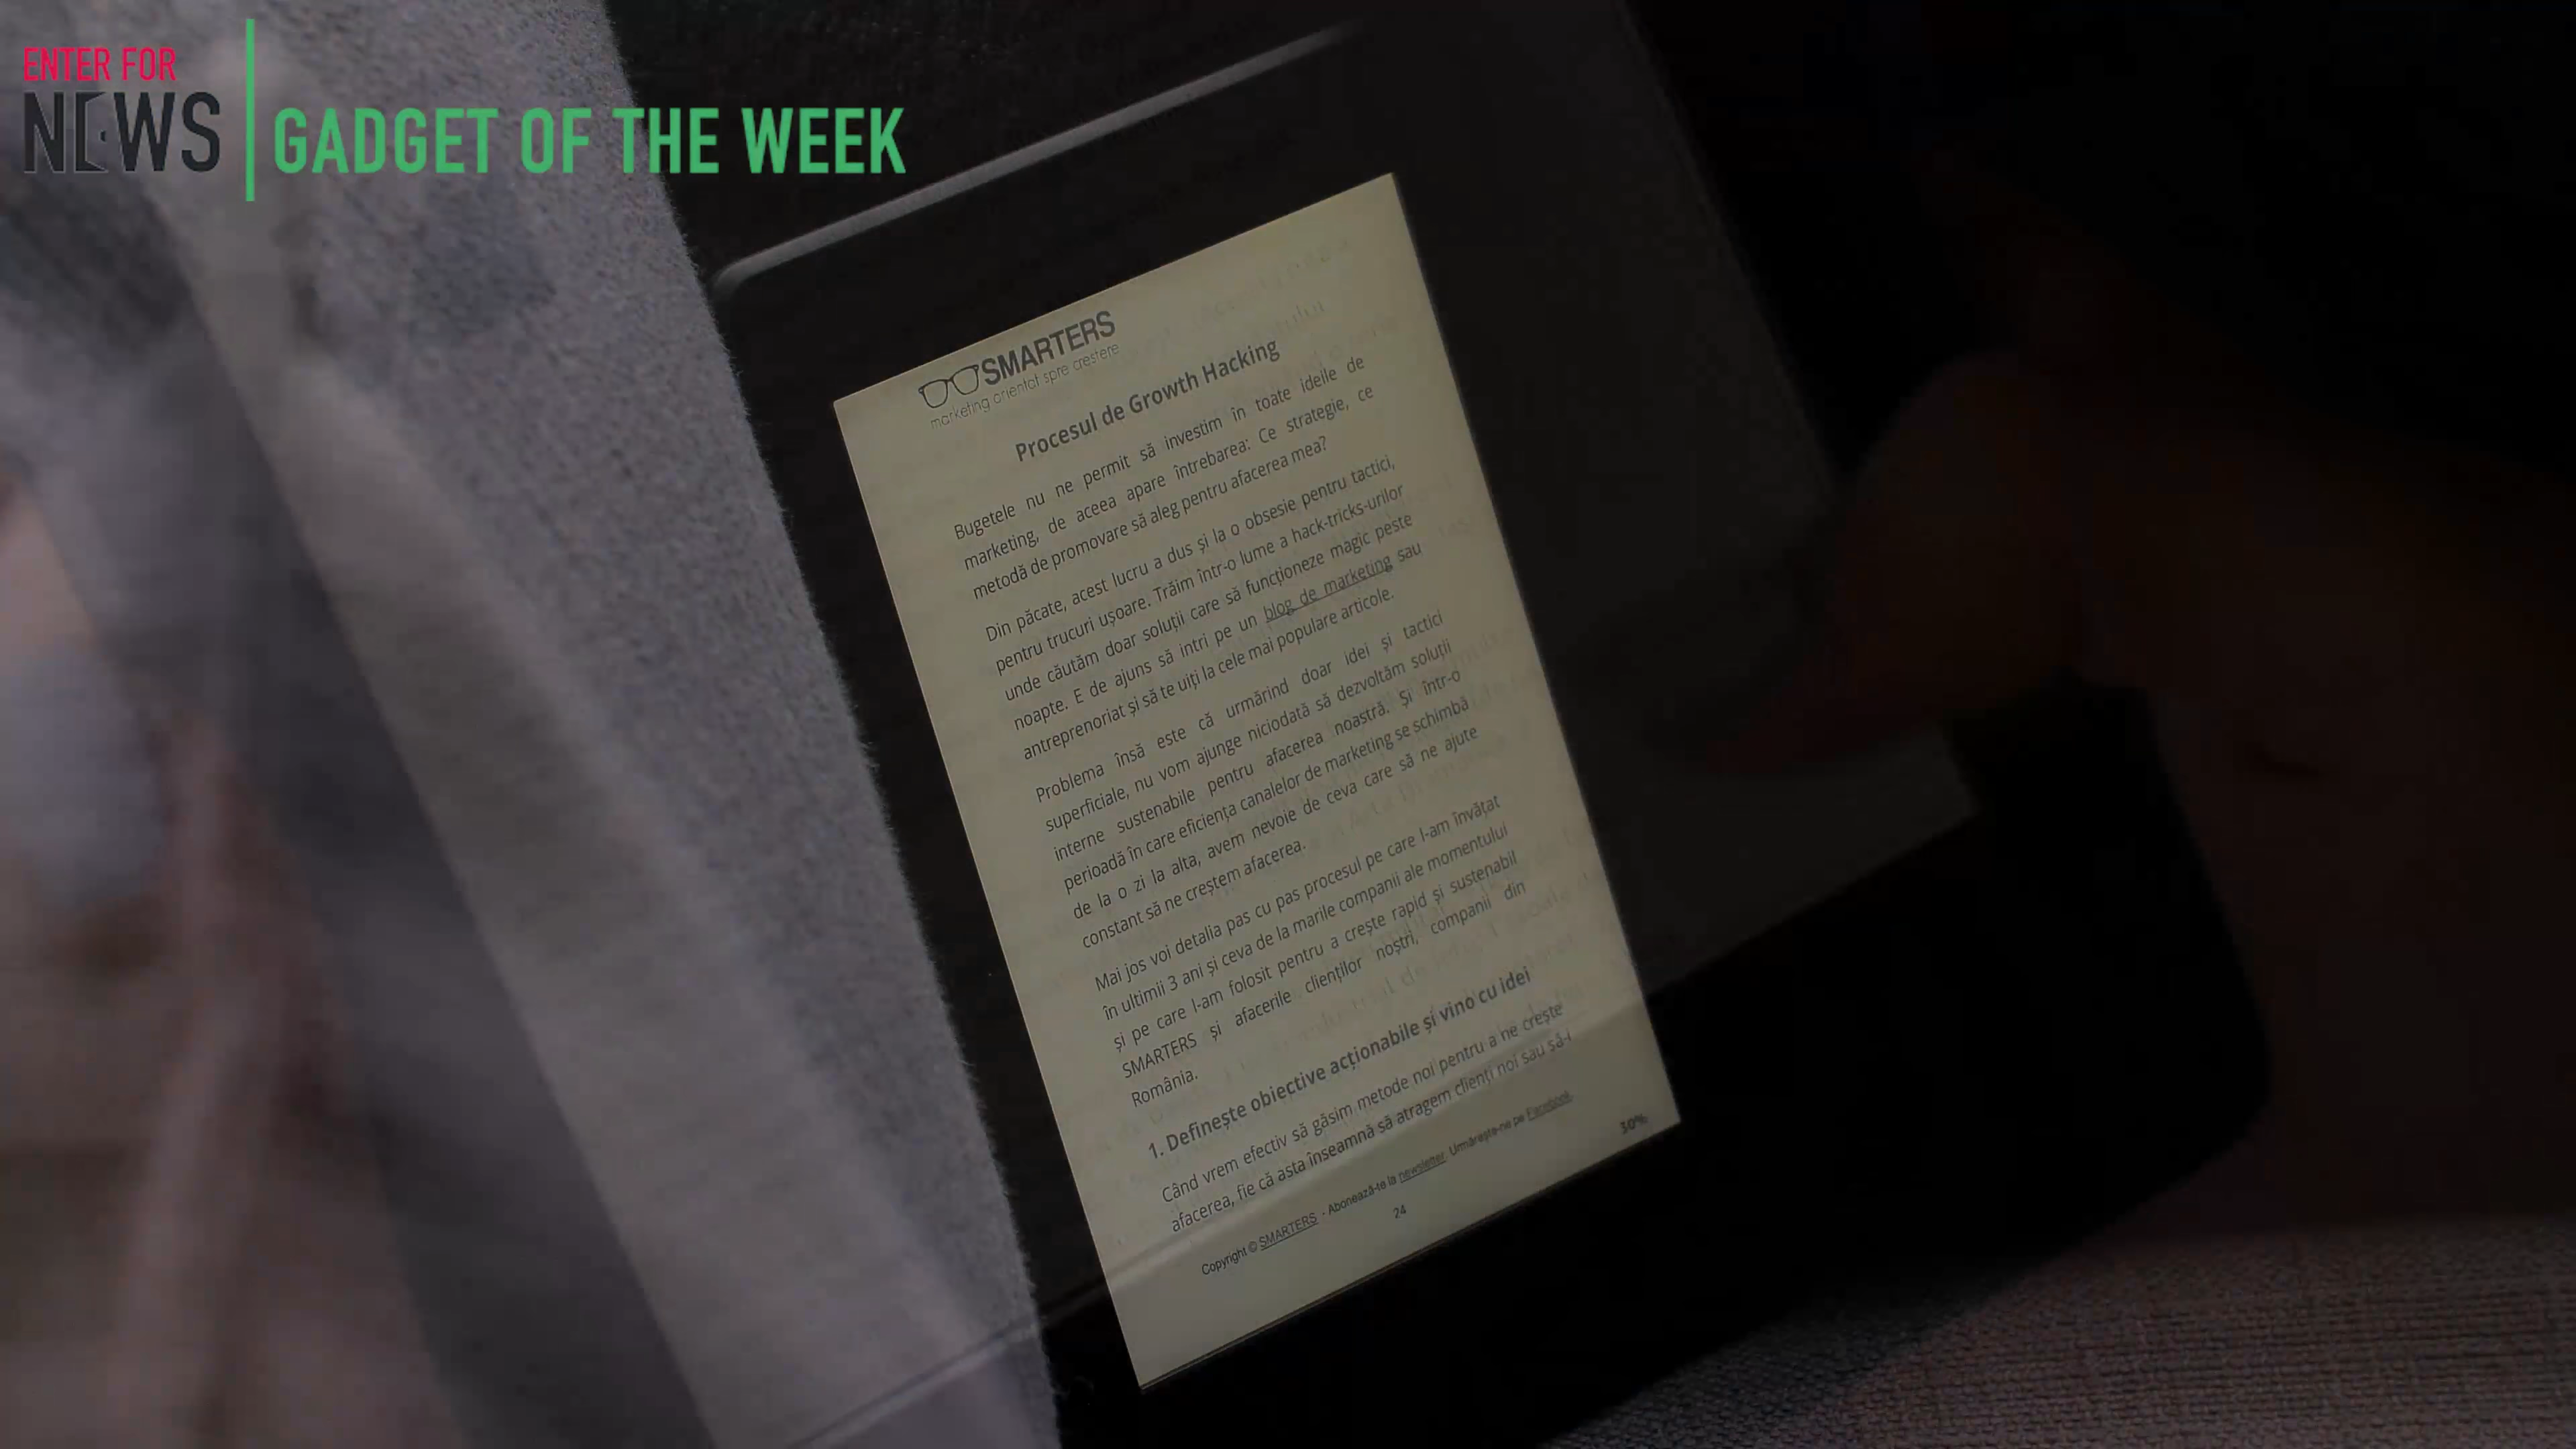 ENTER FOR
NEWS
GADGET OF THE WEEK
SMARTERS
marketing orientat spre crestere
Procesul de Growth Hacking
Bugetele nu ne permit să investim în toate ideile de
marketing, de aceea apare întrebarea: Ce strategie, ce
metodă de promovare să aleg pentru afacerea mea?
Din păcate, acest lucru a dus și la o obsesie pentru tactici,
pentru trucuri ușoare. Trăim într-o lume a hack-tricks-urilor
unde căutăm doar soluții care să funcționeze magic peste
noapte. E de ajuns să intri pe un blog de marketing sau
antreprenoriat și să te uiți la cele mai populare articole.
Problema însă este că urmărind doar idei și tactici
superficiale, nu vom ajunge niciodată să dezvoltăm soluții
interne sustenabile pentru afacerea noastră. Și într-o
perioadă în care eficiența canalelor de marketing se schimbă
de la o zi la alta, avem nevoie de ceva care să ne ajute
constant să ne creștem afacerea.
Mai jos voi detalia pas cu pas procesul pe care l-am învățat
în ultimii 3 ani și ceva de la marile companii ale momentului
și pe care l-am folosit pentru a crește rapid și sustenabil
SMARTERS și afacerile clienților noștri, companii din
România.
1. Definește obiective acționabile și vino cu idei
Când vrem efectiv să găsim metode noi pentru a ne crește
afacerea, fie că asta înseamnă să atragem clienți noi sau să-i
Copyright © SMARTERS - Abonează-te la newsletter. Urmărește-ne pe Facebook.
24
30%